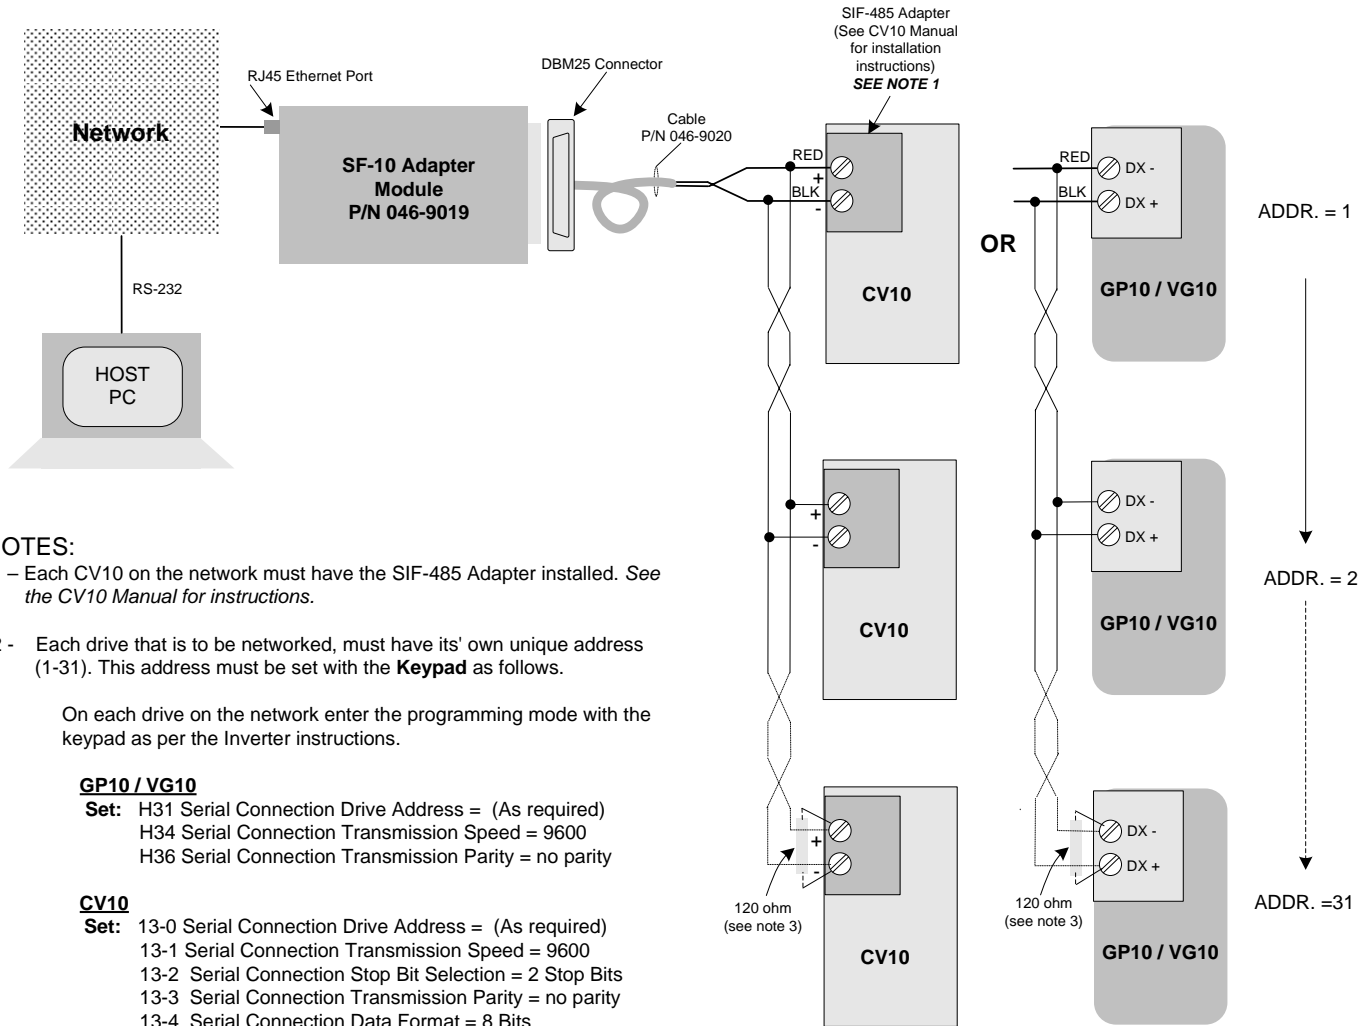 SIF-485 Adapter
(See CV10 Manual
for installation
instructions)
SEE NOTE 1
RJ45 Ethernet Port
DBM25 Connector
Network
Cable
P/N 046-9020
SF-10 Adapter
Module
P/N 046-9019
RED
+
BLK
-
CV10
OR
RED
DX -
BLK
DX +
GP10 / VG10
ADDR. = 1
RS-232
HOST
PC
+
-
CV10
DX -
DX +
GP10 / VG10
ADDR. = 2
OTES:
– Each CV10 on the network must have the SIF-485 Adapter installed. See
the CV10 Manual for instructions.
- Each drive that is to be networked, must have its' own unique address
(1-31). This address must be set with the Keypad as follows.
On each drive on the network enter the programming mode with the
keypad as per the Inverter instructions.
GP10 / VG10
Set: H31 Serial Connection Drive Address = (As required)
H34 Serial Connection Transmission Speed = 9600
H36 Serial Connection Transmission Parity = no parity
CV10
Set: 13-0 Serial Connection Drive Address = (As required)
13-1 Serial Connection Transmission Speed = 9600
13-2 Serial Connection Stop Bit Selection = 2 Stop Bits
13-3 Serial Connection Transmission Parity = no parity
13-4 Serial Connection Data Format = 8 Bits
+
-
120 ohm
(see note 3)
CV10
DX -
DX +
120 ohm
(see note 3)
GP10 / VG10
ADDR. =31